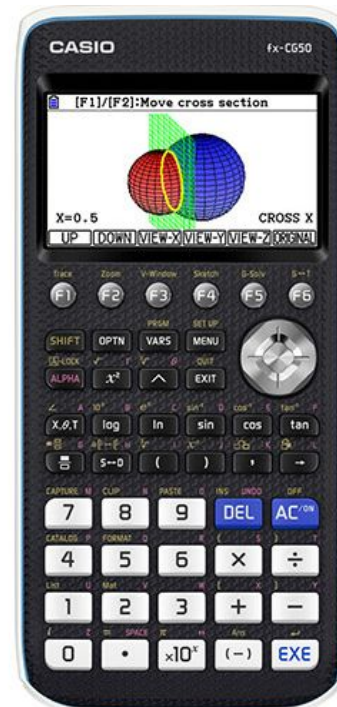 CASIO fx-CG50
[F1]/[F2]:Move cross section
X=0.5 CROSS X
UP DOWN VIEW-X VIEW-Y VIEW-Z ORIGINAL
Trace Zoom V-Window Sketch G-Solv
F1 F2 F3 F4 F5 F6
PRGM SET UP
SHIFT OPTN VARS MENU
A-LOCK QUIT
ALPHA x² ^ EXIT
X,θ,T log ln sin cos tan
S↔D ( ) , →
CAPTURE M CLIP N PASTE O INS UNDO OFF
7 8 9 DEL AC/ON
CATALOG P FORMAT Q R { S } T
4 5 6 × ÷
List U Mat V W [ X ] Y
1 2 3 + −
i Z = SPACE π Ans
0 • ×10ˣ (−) EXE